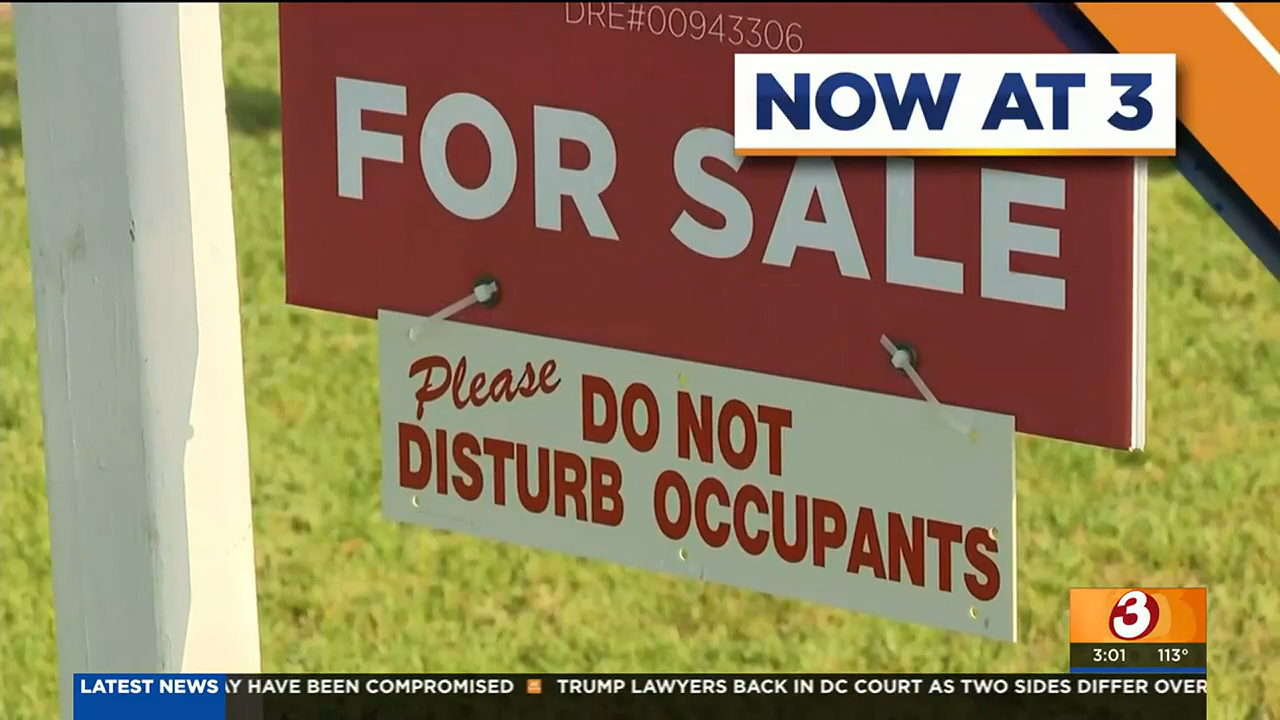 DRE#00943306
NOW AT 3
FOR SALE
Please DO NOT
DISTURB OCCUPANTS
3
3:01 113°
LATEST NEWS AY HAVE BEEN COMPROMISED TRUMP LAWYERS BACK IN DC COURT AS TWO SIDES DIFFER OVER